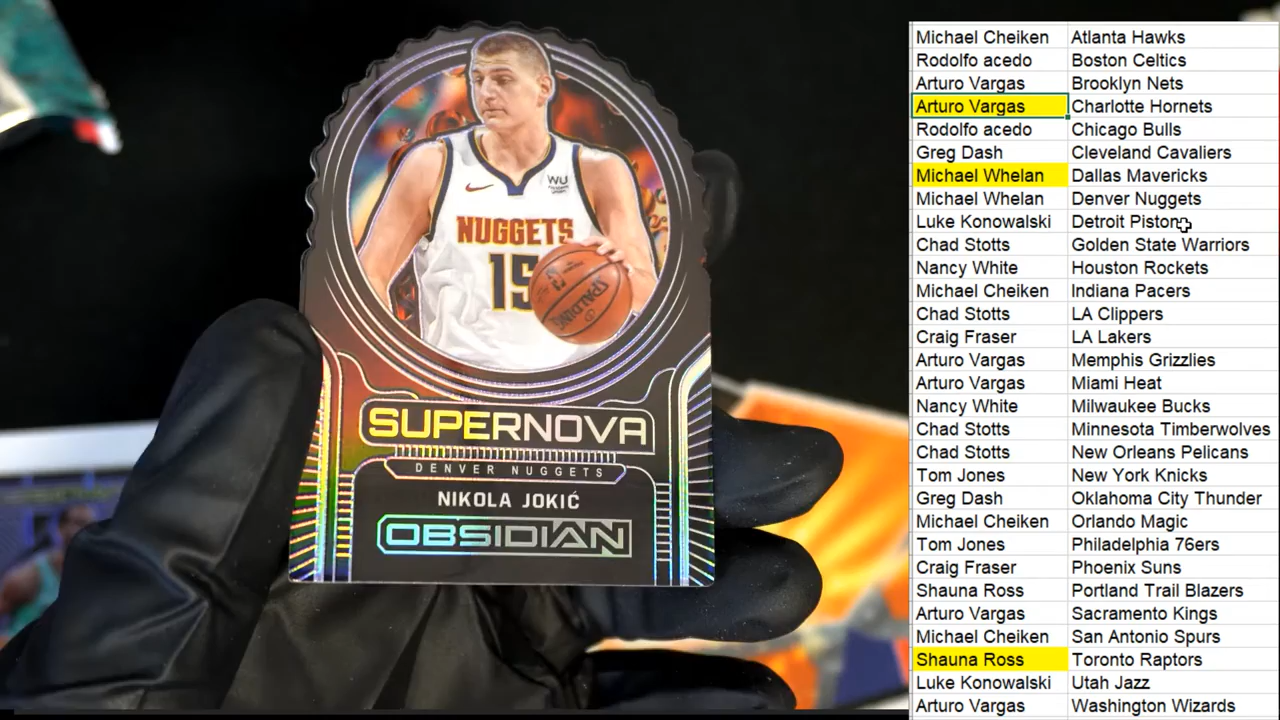 WU
NUGGETS
15
SPALDING
SUPERNOVA
DENVER NUGGETS
NIKOLA JOKIĆ
OBSIDIAN
Michael Cheiken Atlanta Hawks
Rodolfo acedo Boston Celtics
Arturo Vargas Brooklyn Nets
Arturo Vargas Charlotte Hornets
Rodolfo acedo Chicago Bulls
Greg Dash Cleveland Cavaliers
Michael Whelan Dallas Mavericks
Michael Whelan Denver Nuggets
Luke Konowalski Detroit Pistons
Chad Stotts Golden State Warriors
Nancy White Houston Rockets
Michael Cheiken Indiana Pacers
Chad Stotts LA Clippers
Craig Fraser LA Lakers
Arturo Vargas Memphis Grizzlies
Arturo Vargas Miami Heat
Nancy White Milwaukee Bucks
Chad Stotts Minnesota Timberwolves
Chad Stotts New Orleans Pelicans
Tom Jones New York Knicks
Greg Dash Oklahoma City Thunder
Michael Cheiken Orlando Magic
Tom Jones Philadelphia 76ers
Craig Fraser Phoenix Suns
Shauna Ross Portland Trail Blazers
Arturo Vargas Sacramento Kings
Michael Cheiken San Antonio Spurs
Shauna Ross Toronto Raptors
Luke Konowalski Utah Jazz
Arturo Vargas Washington Wizards